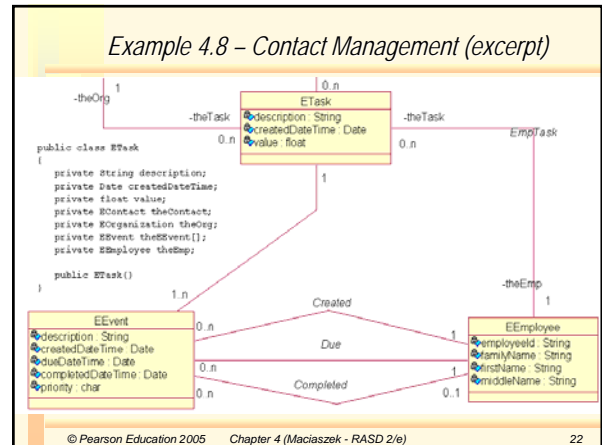 Example 4.8 – Contact Management (excerpt)
-theOrg
1
0..n
ETask
description : String
createdDateTime : Date
value : float
-theTask
0..n
-theTask
0..n
EmpTask
public class ETask
{
private String description;
private Date createdDateTime;
private float value;
private EContact theContact;
private EOrganization theOrg;
private EEvent theEEvent[];
private EEmployee theEmp;
public ETask()
}
1
1..n
-theEmp
1
Created
0..n
1
Due
0..n
1
Completed
0..n
0..1
EEvent
description : String
createdDateTime : Date
dueDateTime : Date
completedDateTime : Date
priority : char
EEmployee
employeeId : String
familyName : String
firstName : String
middleName : String
© Pearson Education 2005 Chapter 4 (Maciaszek - RASD 2/e) 22